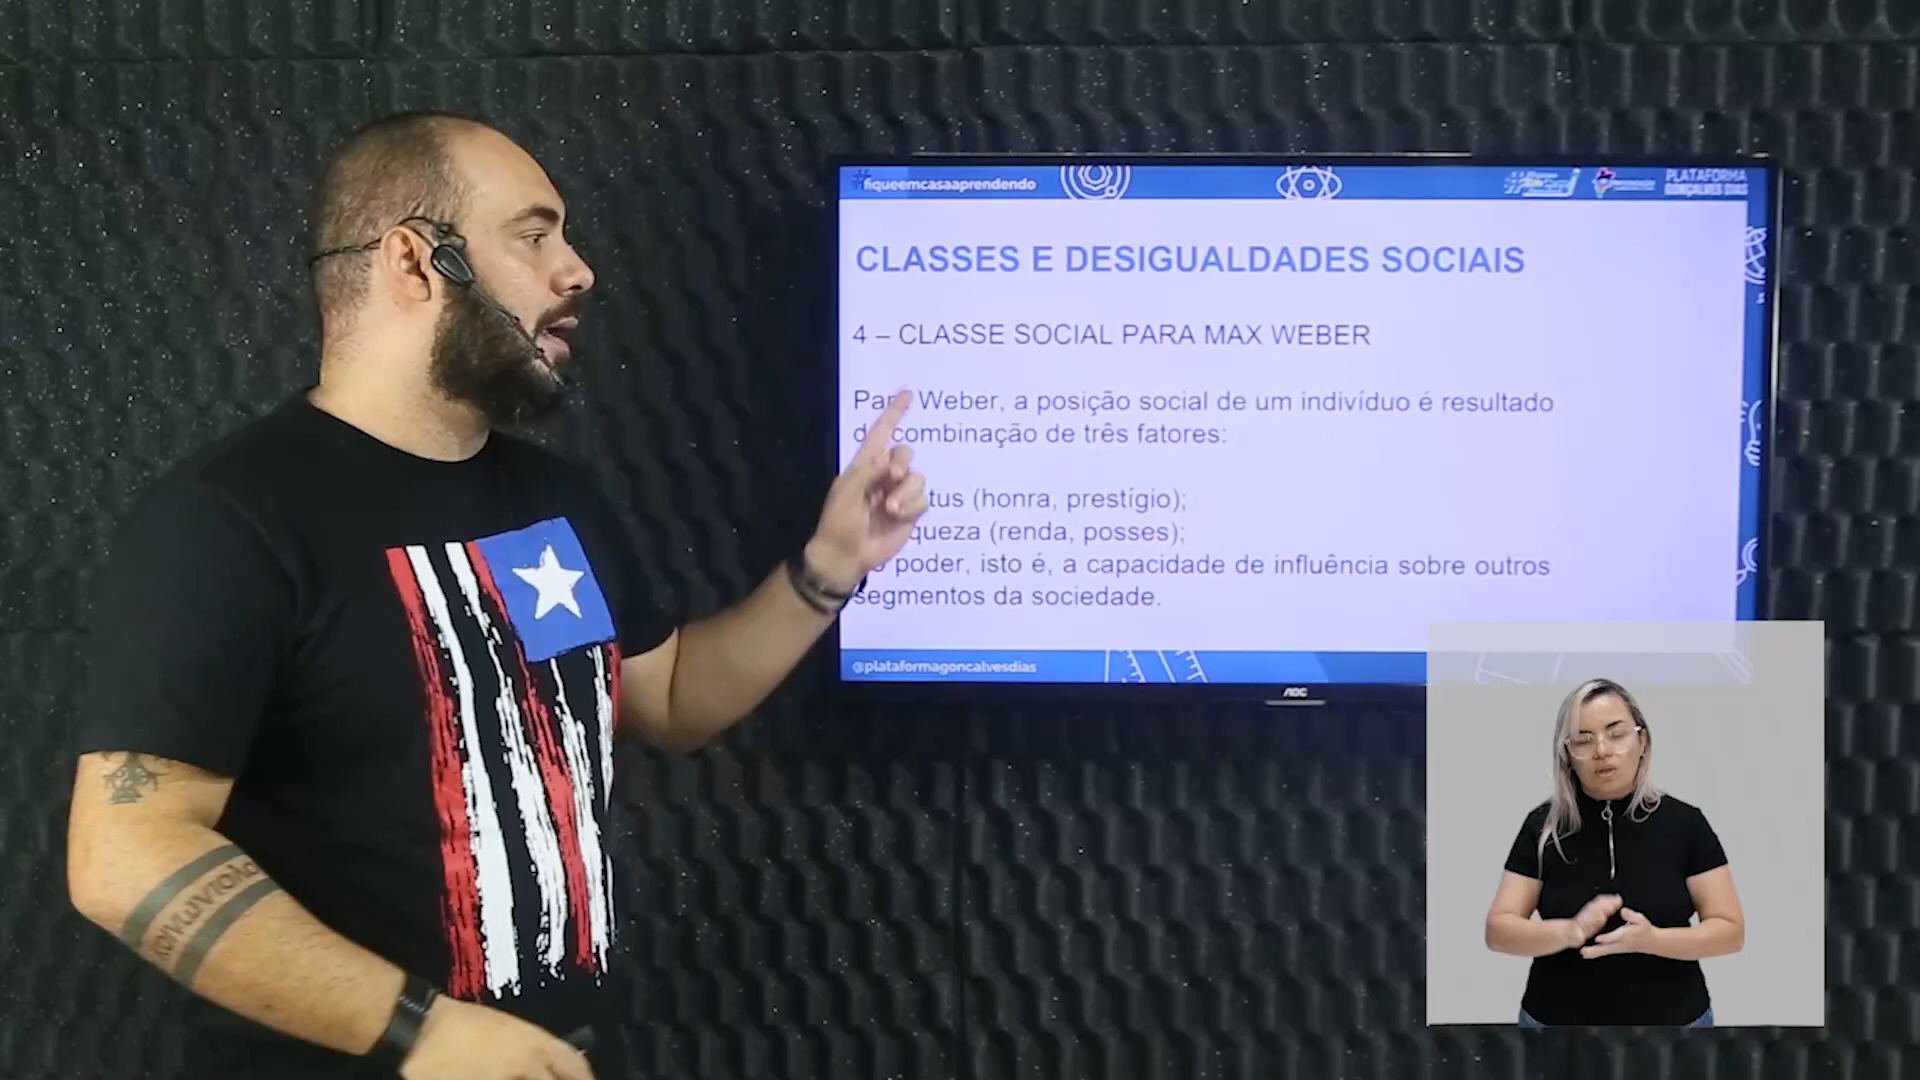 #fiqueemcasaaprendendo
PLATAFORMA
GONÇALVES DIAS
CLASSES E DESIGUALDADES SOCIAIS
4 – CLASSE SOCIAL PARA MAX WEBER
Weber, a posição social de um indivíduo é resultado
combinação de três fatores:
(honra, prestígio);
(renda, posses);
poder, isto é, a capacidade de influência sobre outros
segmentos da sociedade.
@plataformagoncalvesdias
AOC